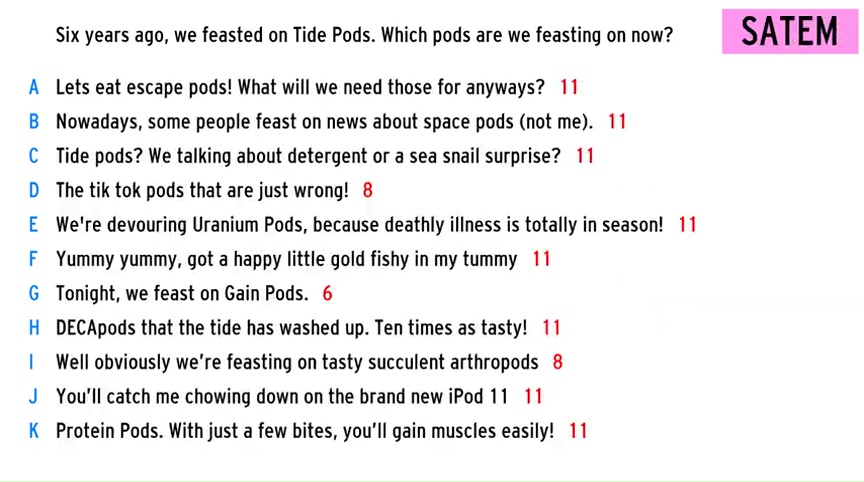 Six years ago, we feasted on Tide Pods. Which pods are we feasting on now?
SATEM
A Lets eat escape pods! What will we need those for anyways? 11
B Nowadays, some people feast on news about space pods (not me). 11
C Tide pods? We talking about detergent or a sea snail surprise? 11
D The tik tok pods that are just wrong! 8
E We're devouring Uranium Pods, because deathly illness is totally in season! 11
F Yummy yummy, got a happy little gold fishy in my tummy 11
G Tonight, we feast on Gain Pods. 6
H DECApods that the tide has washed up. Ten times as tasty! 11
I Well obviously we’re feasting on tasty succulent arthropods 8
J You’ll catch me chowing down on the brand new iPod 11 11
K Protein Pods. With just a few bites, you’ll gain muscles easily! 11